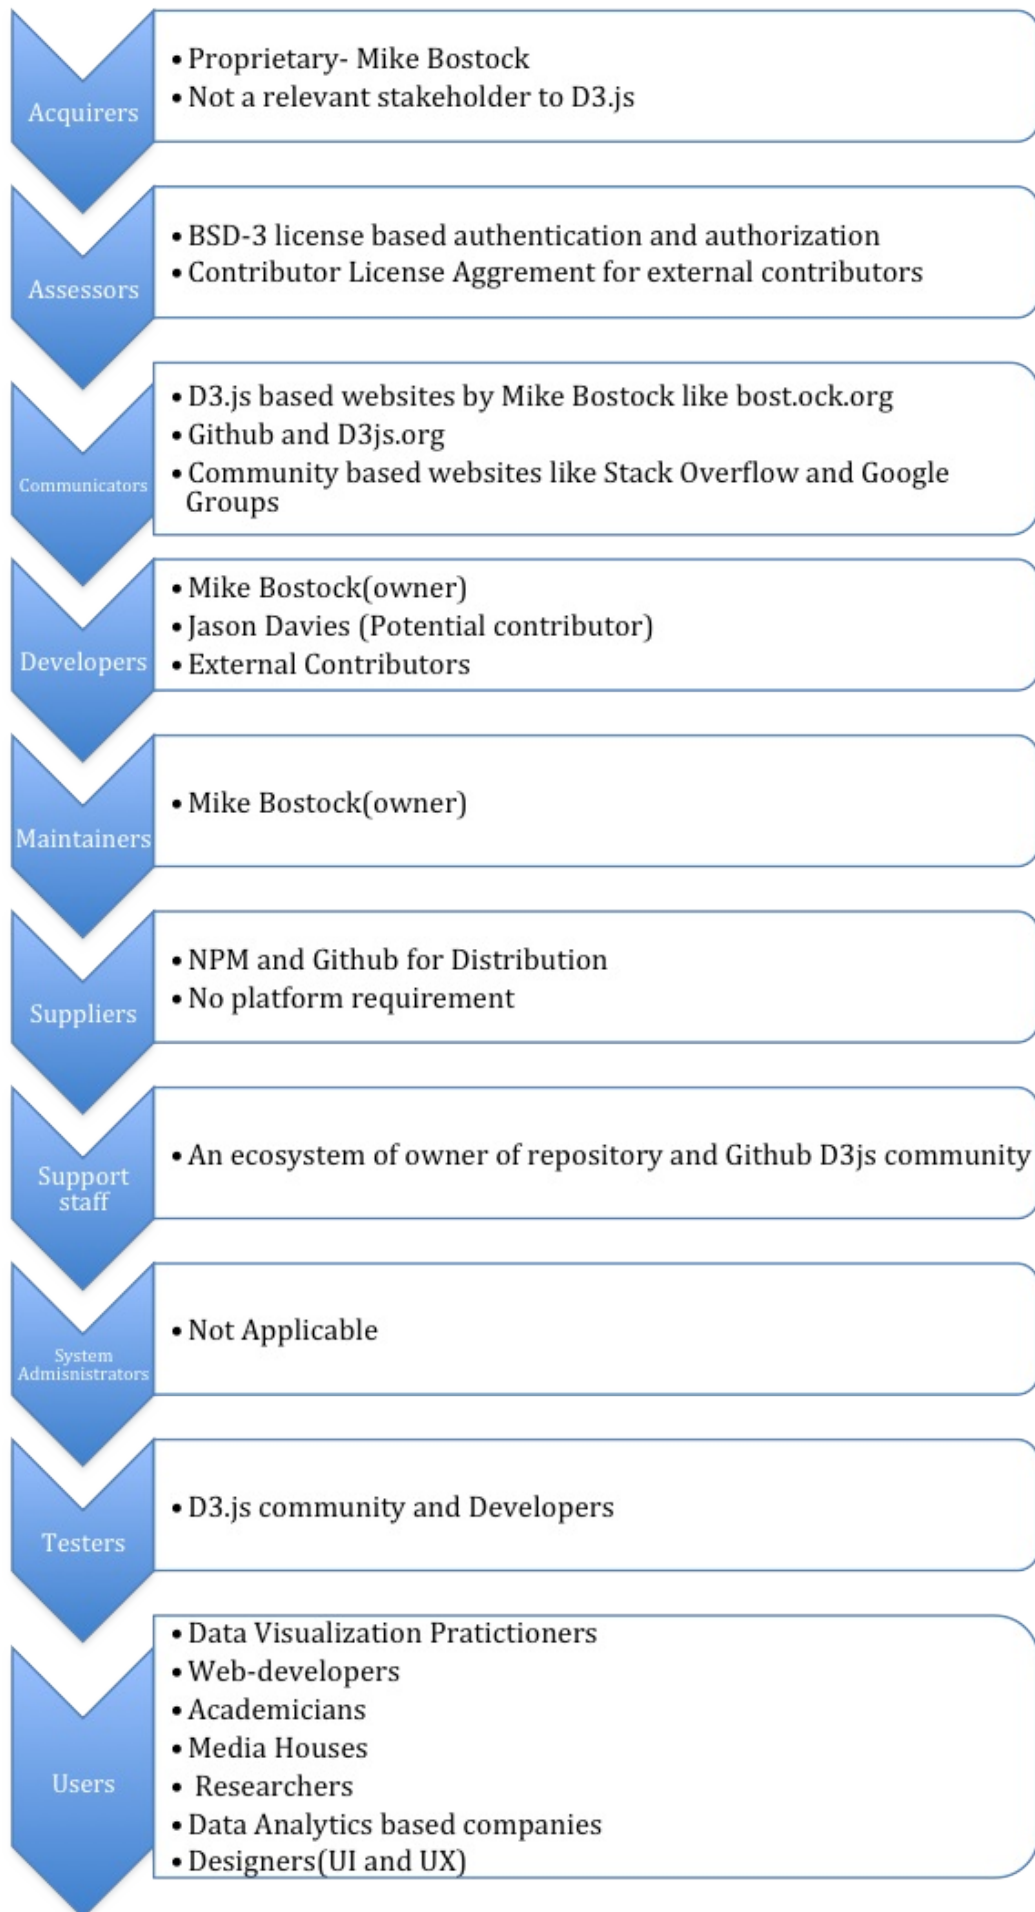 Acquirers
• Proprietary- Mike Bostock
• Not a relevant stakeholder to D3.js
Assessors
• BSD-3 license based authentication and authorization
• Contributor License Aggrement for external contributors
Communicators
• D3.js based websites by Mike Bostock like bost.ock.org
• Github and D3js.org
• Community based websites like Stack Overflow and Google
Groups
Developers
• Mike Bostock(owner)
• Jason Davies (Potential contributor)
• External Contributors
Maintainers
• Mike Bostock(owner)
Suppliers
• NPM and Github for Distribution
• No platform requirement
Support
staff
• An ecosystem of owner of repository and Github D3js community
System
Admisnistrators
• Not Applicable
Testers
• D3.js community and Developers
Users
• Data Visualization Pratictioners
• Web-developers
• Academicians
• Media Houses
• Researchers
• Data Analytics based companies
• Designers(UI and UX)